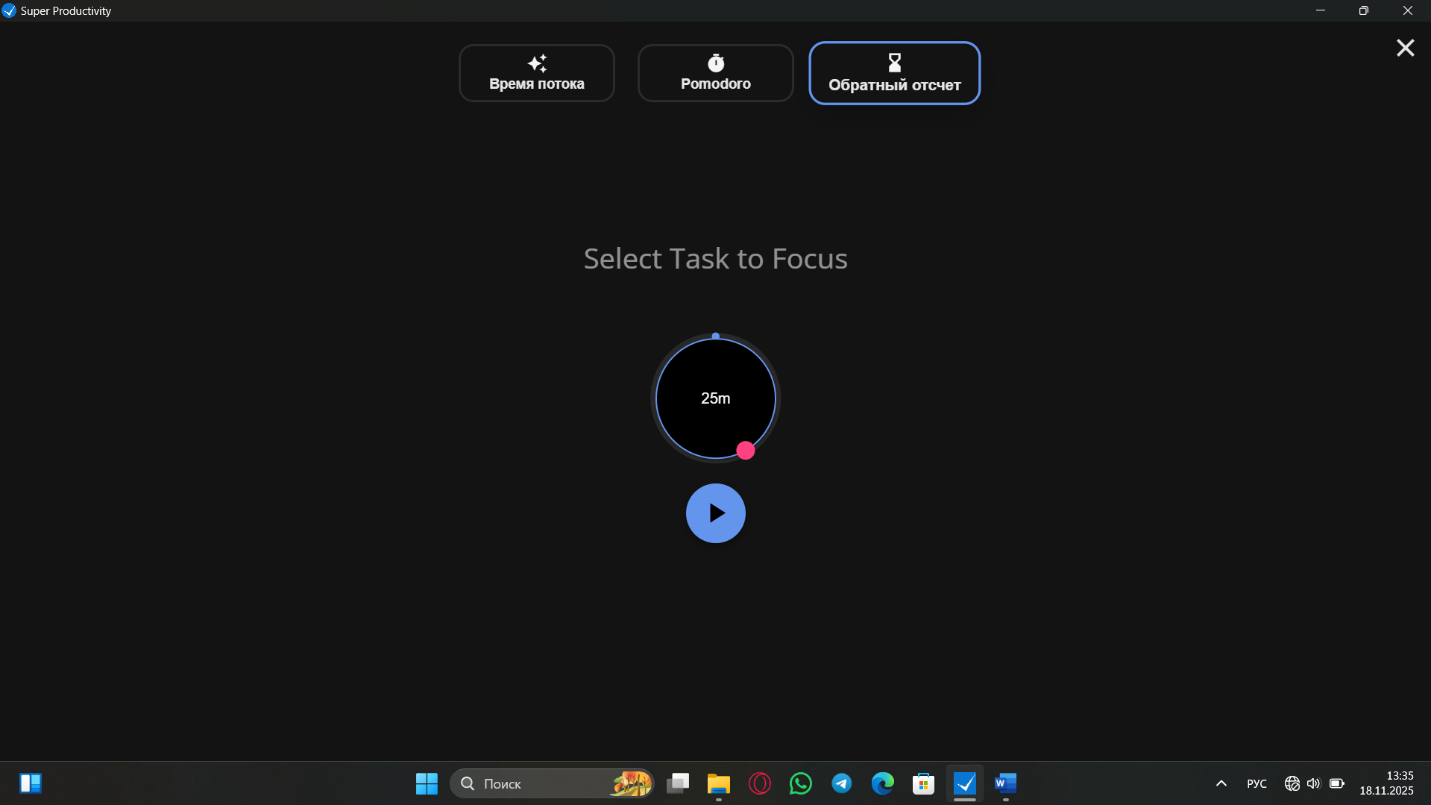 Super Productivity
Время потока
Pomodoro
Обратный отсчет
Select Task to Focus
25m
Поиск
РУС
13:35
18.11.2025